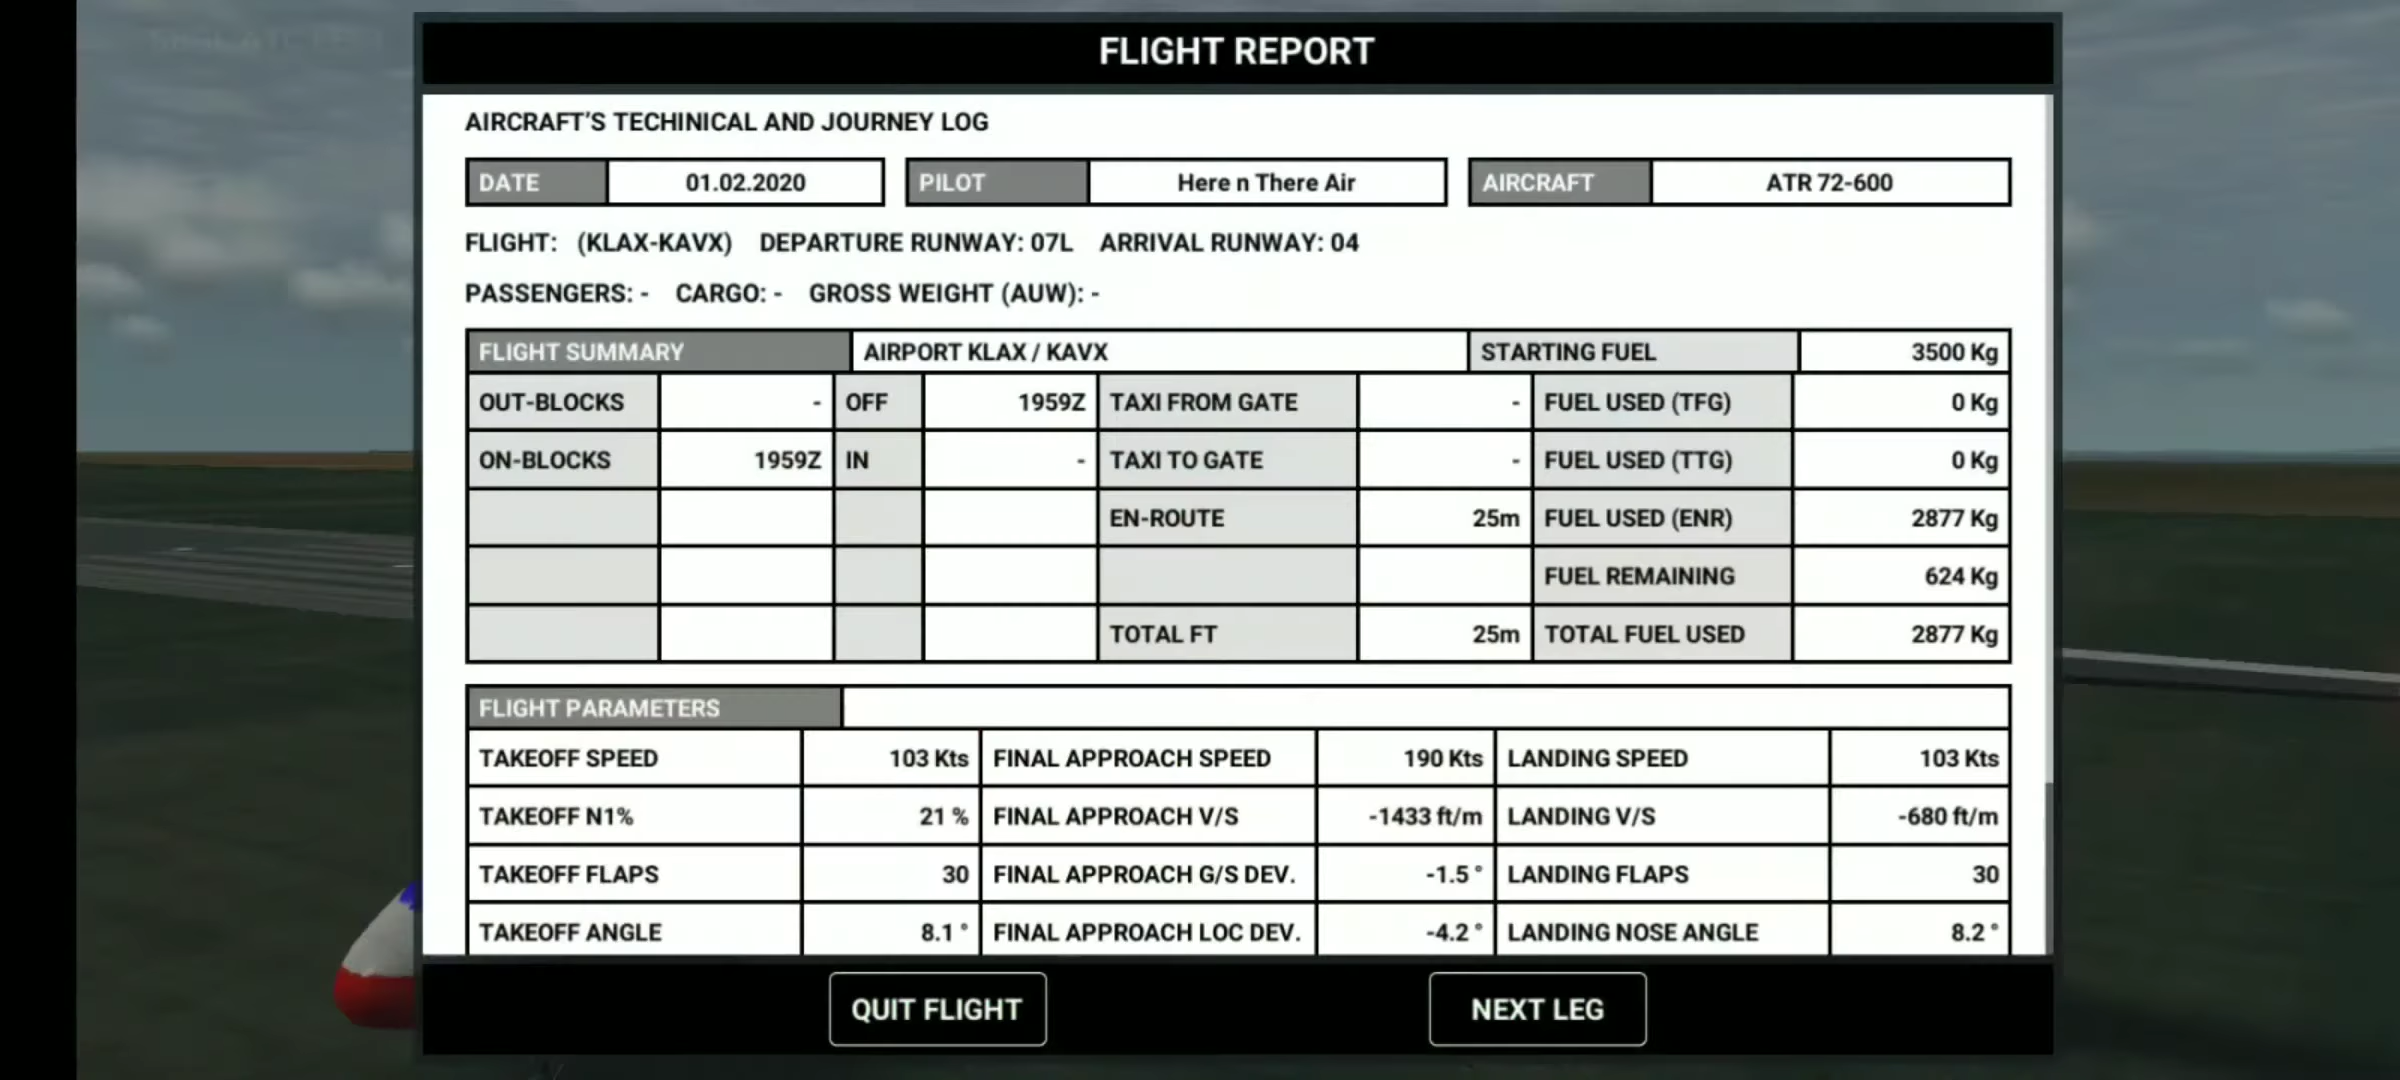 FLIGHT REPORT
AIRCRAFT'S TECHINICAL AND JOURNEY LOG
DATE 01.02.2020 PILOT Here n There Air AIRCRAFT ATR 72-600
FLIGHT: (KLAX-KAVX) DEPARTURE RUNWAY: 07L ARRIVAL RUNWAY: 04
PASSENGERS: - CARGO: - GROSS WEIGHT (AUW): -
FLIGHT SUMMARY AIRPORT KLAX / KAVX STARTING FUEL 3500 Kg
OUT-BLOCKS - OFF 1959Z TAXI FROM GATE - FUEL USED (TFG) 0 Kg
ON-BLOCKS 1959Z IN - TAXI TO GATE - FUEL USED (TTG) 0 Kg
EN-ROUTE 25m FUEL USED (ENR) 2877 Kg
FUEL REMAINING 624 Kg
TOTAL FT 25m TOTAL FUEL USED 2877 Kg
FLIGHT PARAMETERS
TAKEOFF SPEED 103 Kts FINAL APPROACH SPEED 190 Kts LANDING SPEED 103 Kts
TAKEOFF N1% 21 % FINAL APPROACH V/S -1433 ft/m LANDING V/S -680 ft/m
TAKEOFF FLAPS 30 FINAL APPROACH G/S DEV. -1.5 ° LANDING FLAPS 30
TAKEOFF ANGLE 8.1 ° FINAL APPROACH LOC DEV. -4.2 ° LANDING NOSE ANGLE 8.2 °
QUIT FLIGHT NEXT LEG